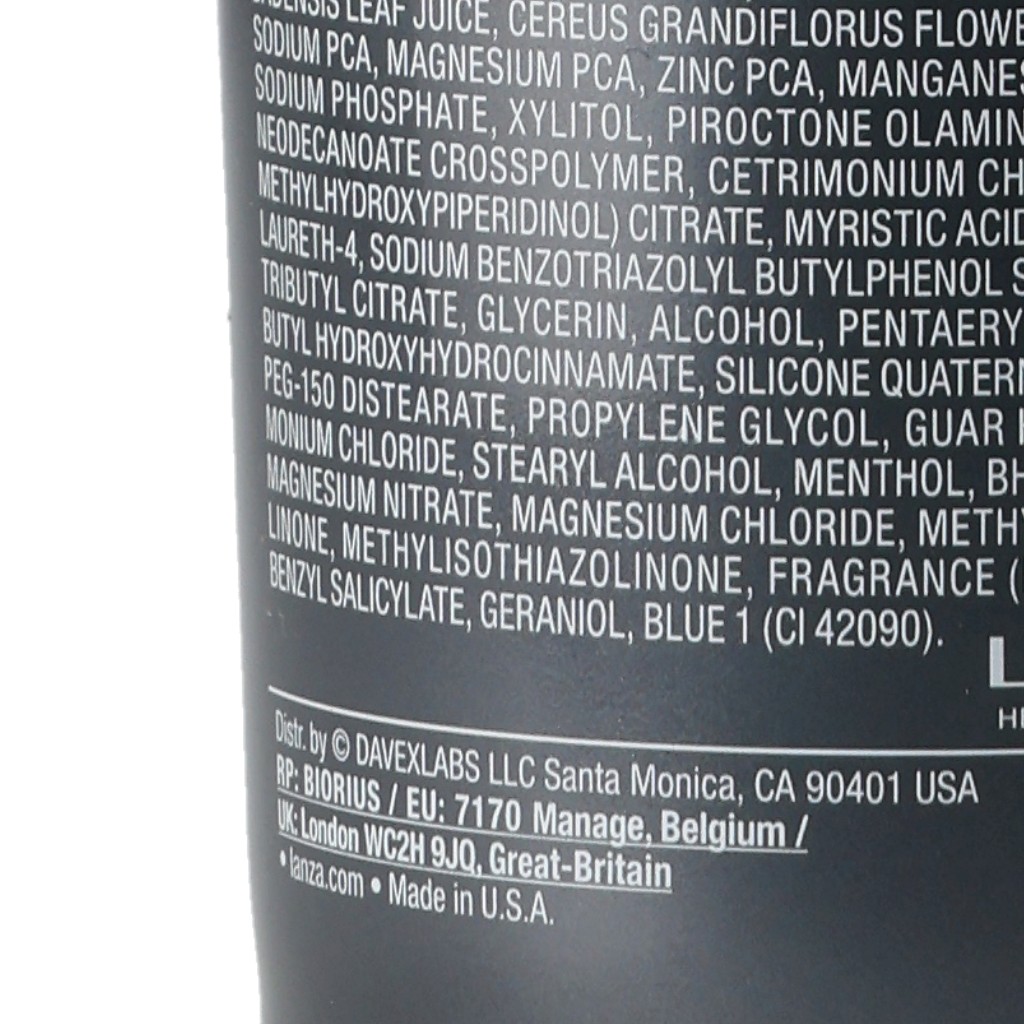 LEAF JUICE, CEREUS GRANDIFLORUS FLOWE
SODIUM PCA, MAGNESIUM PCA, ZINC PCA, MANGANES
SODIUM PHOSPHATE, XYLITOL, PIROCTONE OLAMIN
NEODECANOATE CROSSPOLYMER, CETRIMONIUM CH
METHYLHYDROXYPIPERIDINOL) CITRATE, MYRISTIC ACID
LAURETH-4, SODIUM BENZOTRIAZOLYL BUTYLPHENOL S
TRIBUTYL CITRATE, GLYCERIN, ALCOHOL, PENTAERY
BUTYL HYDROXYHYDROCINNAMATE, SILICONE QUATERN
PEG-150 DISTEARATE, PROPYLENE GLYCOL, GUAR
MONIUM CHLORIDE, STEARYL ALCOHOL, MENTHOL, BH
MAGNESIUM NITRATE, MAGNESIUM CHLORIDE, METHY
LINONE, METHYLISOTHIAZOLINONE, FRAGRANCE (
BENZYL SALICYLATE, GERANIOL, BLUE 1 (CI 42090).
L
HE
Distr. by © DAVEXLABS LLC Santa Monica, CA 90401 USA
RP: BIORIUS / EU: 7170 Manage, Belgium /
UK: London WC2H 9JQ, Great-Britain
• lanza.com • Made in U.S.A.